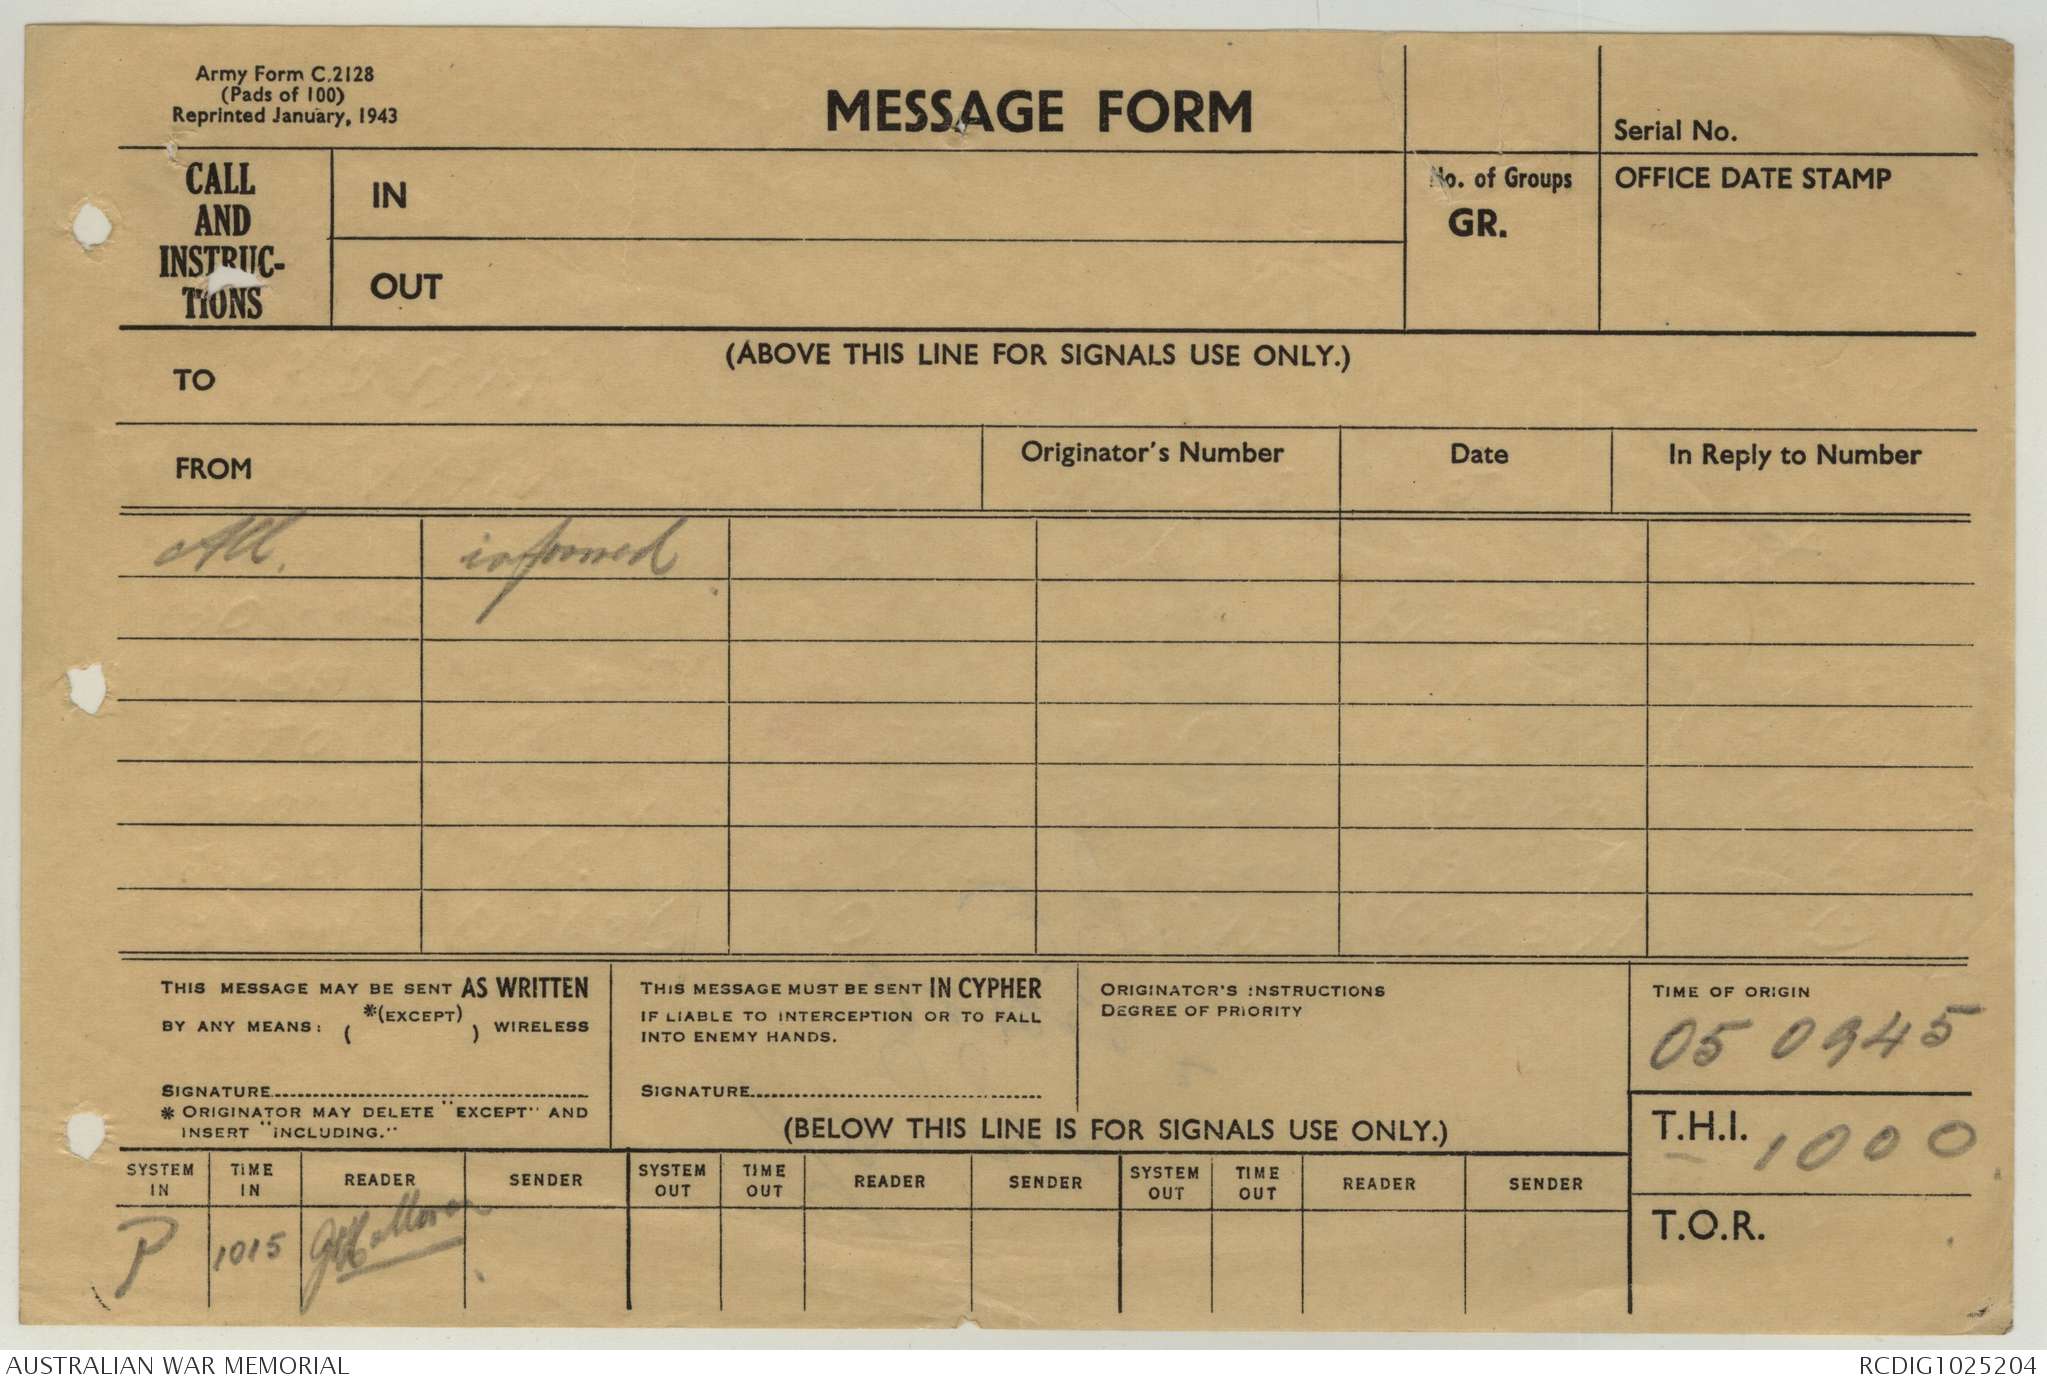 Army Form C.2128
(Pads of 100)
Reprinted January, 1943
MESSAGE FORM
Serial No.
CALL
AND
INSTRUC-
TIONS
IN
OUT
No. of Groups
GR.
OFFICE DATE STAMP
(ABOVE THIS LINE FOR SIGNALS USE ONLY.)
TO
FROM
Originator's Number
Date
In Reply to Number
All. informed.
THIS MESSAGE MAY BE SENT AS WRITTEN
BY ANY MEANS: ( *(EXCEPT) ) WIRELESS
SIGNATURE
* ORIGINATOR MAY DELETE "EXCEPT" AND
INSERT "INCLUDING."
THIS MESSAGE MUST BE SENT IN CYPHER
IF LIABLE TO INTERCEPTION OR TO FALL
INTO ENEMY HANDS.
SIGNATURE
ORIGINATOR'S INSTRUCTIONS
DEGREE OF PRIORITY
TIME OF ORIGIN
05 0945
(BELOW THIS LINE IS FOR SIGNALS USE ONLY.)
T.H.I. 1000
T.O.R.
SYSTEM IN TIME IN READER SENDER SYSTEM OUT TIME OUT READER SENDER SYSTEM OUT TIME OUT READER SENDER
P 1015 Moran
AUSTRALIAN WAR MEMORIAL
RCDIG1025204